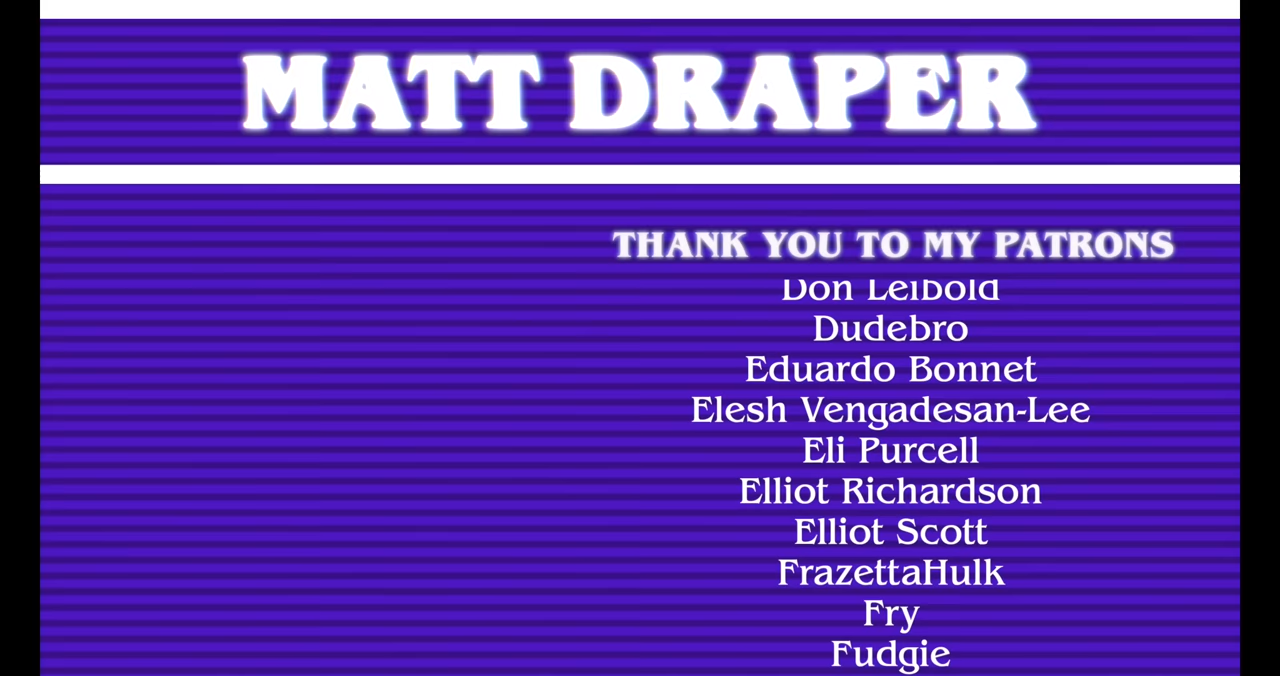 MATT DRAPER
THANK YOU TO MY PATRONS
Don Leibold
Dudebro
Eduardo Bonnet
Elesh Vengadesan-Lee
Eli Purcell
Elliot Richardson
Elliot Scott
FrazettaHulk
Fry
Fudgie